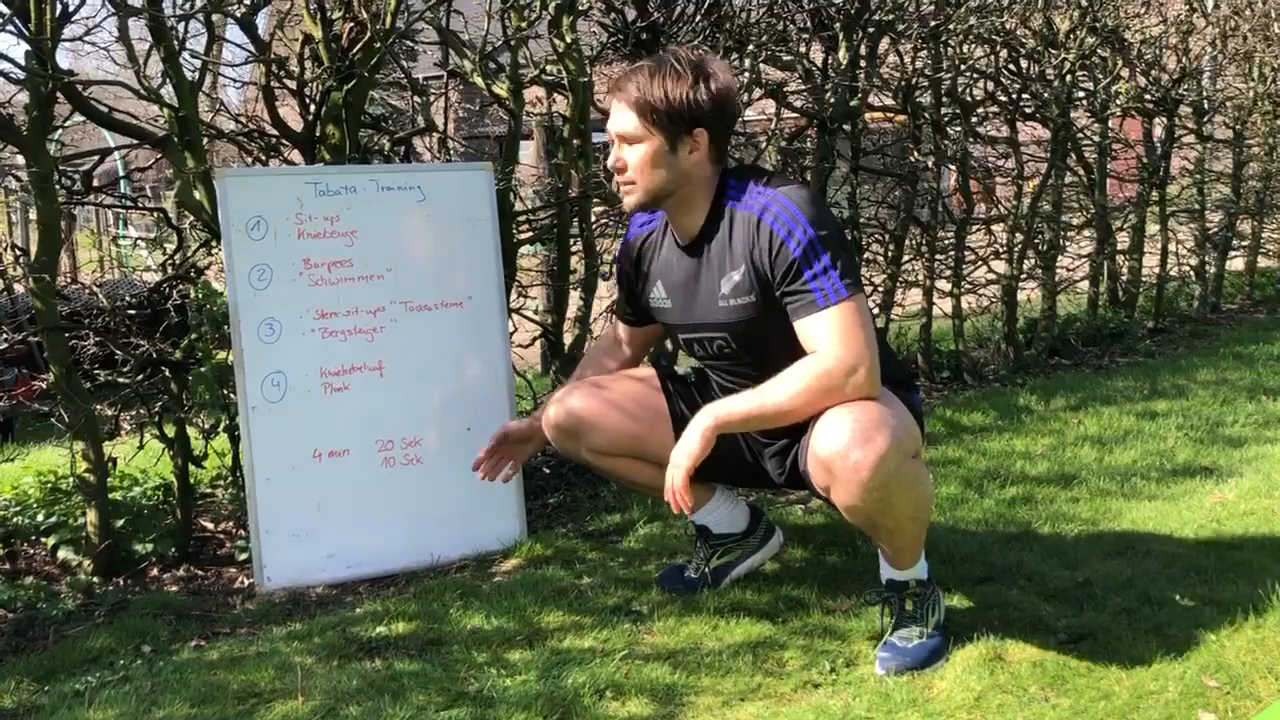 Tabata-Training
1
· Sit-ups
· Kniebeuge
2
· Burpees
· "Schwimmen"
3
· Stern-sit-ups "Todessterne"
· "Bergsteiger"
4
· Kniehebelauf
· Plank
4 min 20 Sek
10 Sek
adidas
ALL BLACKS
AIG